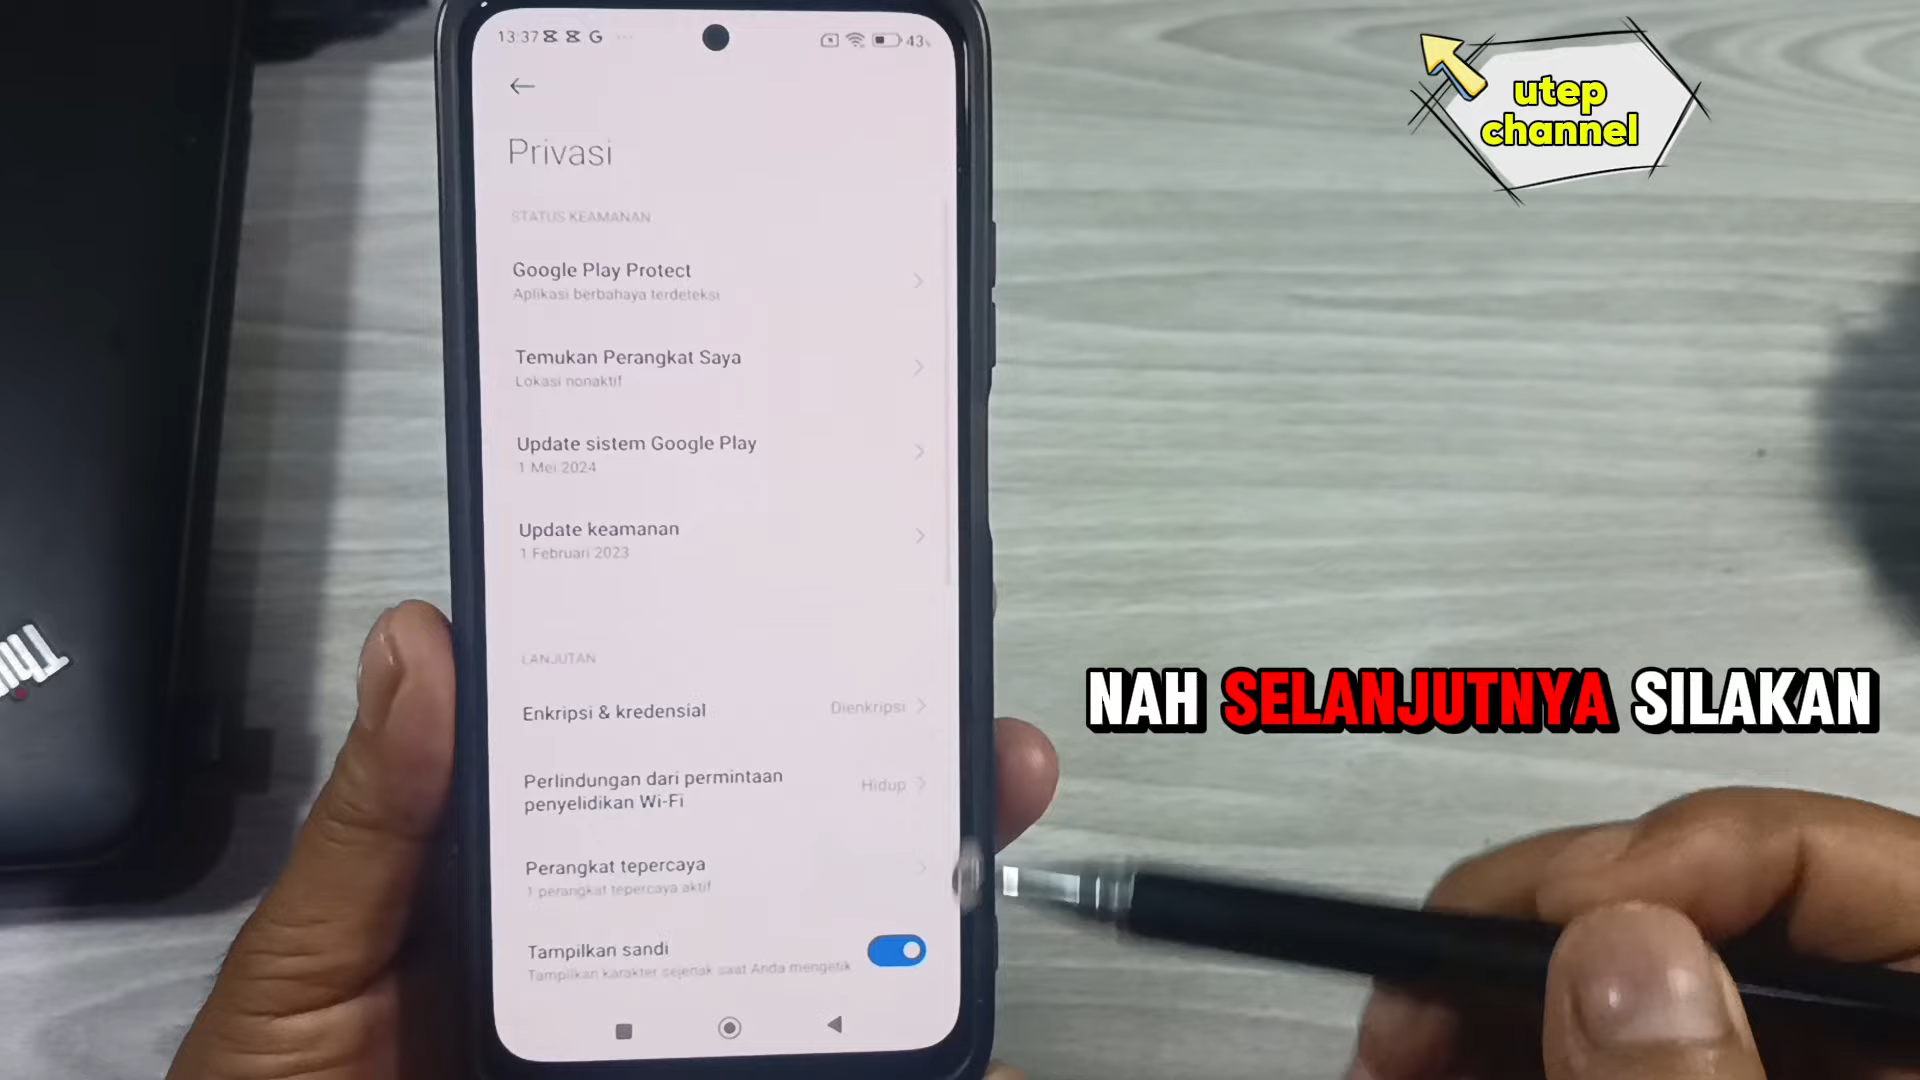 13:37
G
43%
utep
channel
Privasi
STATUS KEAMANAN
Google Play Protect
Aplikasi berbahaya terdeteksi
Temukan Perangkat Saya
Lokasi nonaktif
Update sistem Google Play
1 Mei 2024
Update keamanan
1 Februari 2023
LANJUTAN
Enkripsi & kredensial
Dienkripsi
Perlindungan dari permintaan
penyelidikan Wi-Fi
Hidup
Perangkat tepercaya
1 perangkat tepercaya aktif
Tampilkan sandi
Tampilkan karakter sejenak saat Anda mengetik
NAH SELANJUTNYA SILAKAN
Thin